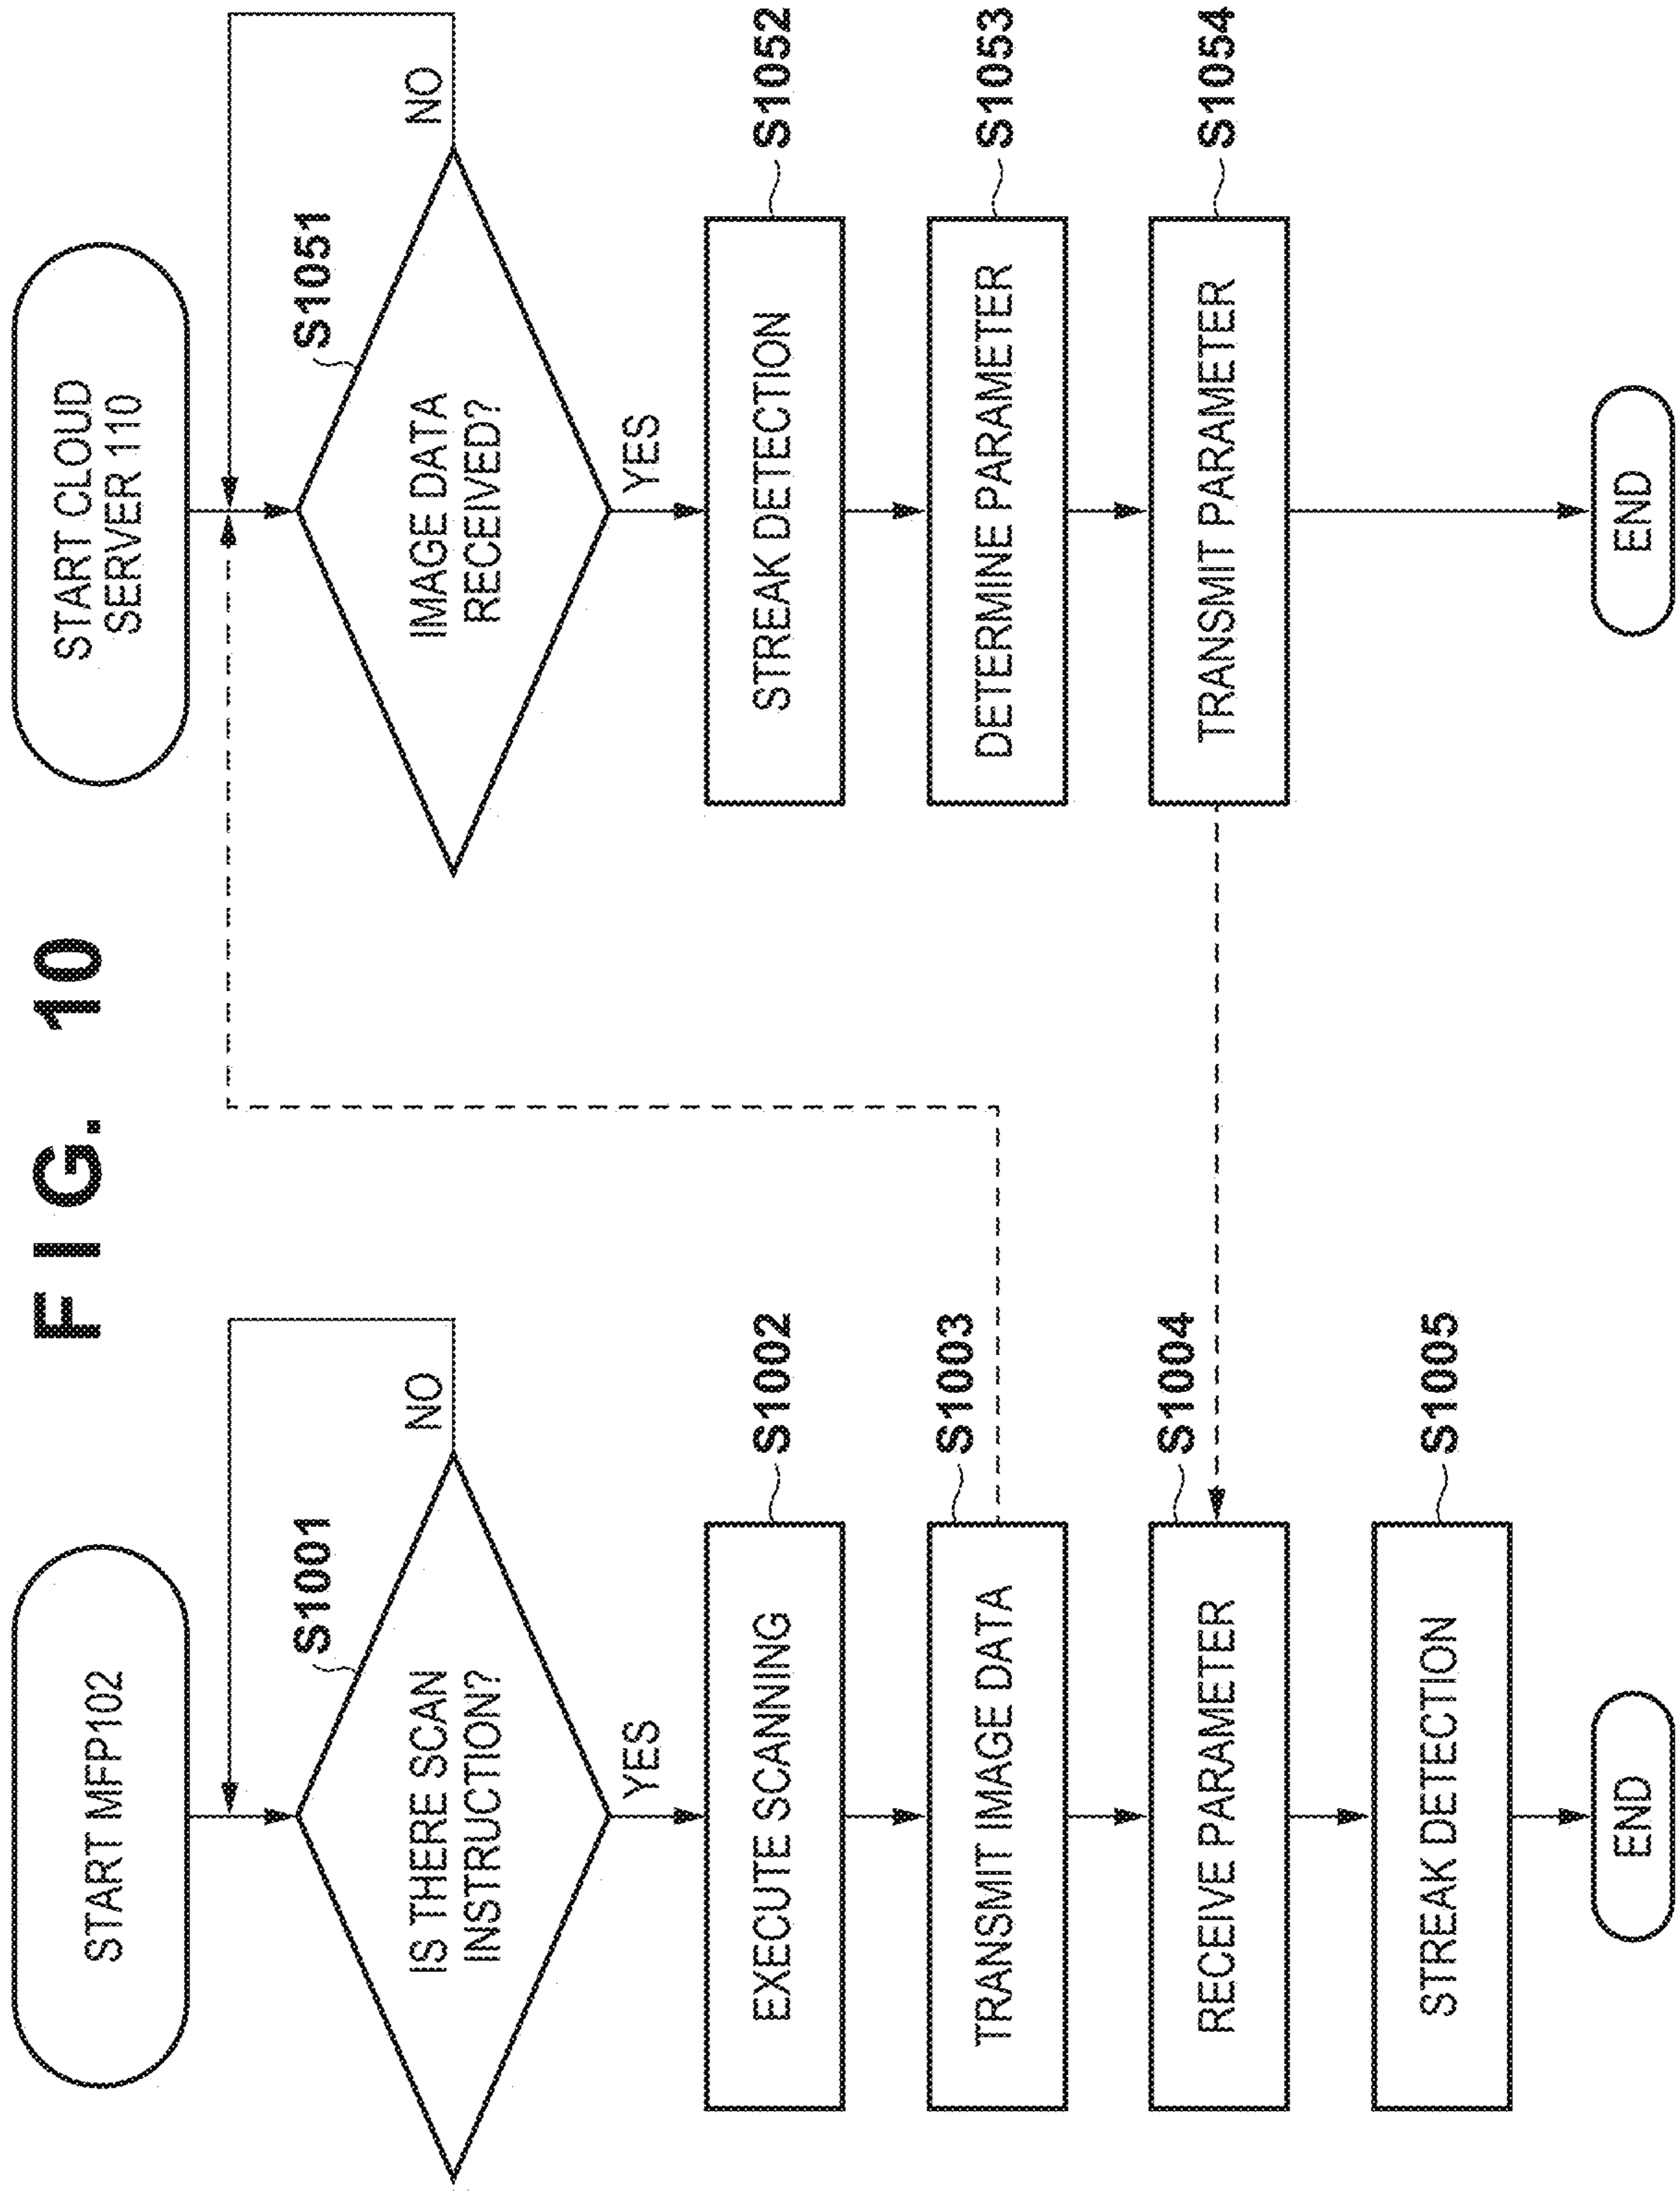 FIG. 10
START MFP102
S1001
IS THERE SCAN
INSTRUCTION?
NO
YES
S1002
EXECUTE SCANNING
S1003
TRANSMIT IMAGE DATA
S1004
RECEIVE PARAMETER
S1005
STREAK DETECTION
END
START CLOUD
SERVER 110
S1051
IMAGE DATA
RECEIVED?
NO
YES
S1052
STREAK DETECTION
S1053
DETERMINE PARAMETER
S1054
TRANSMIT PARAMETER
END